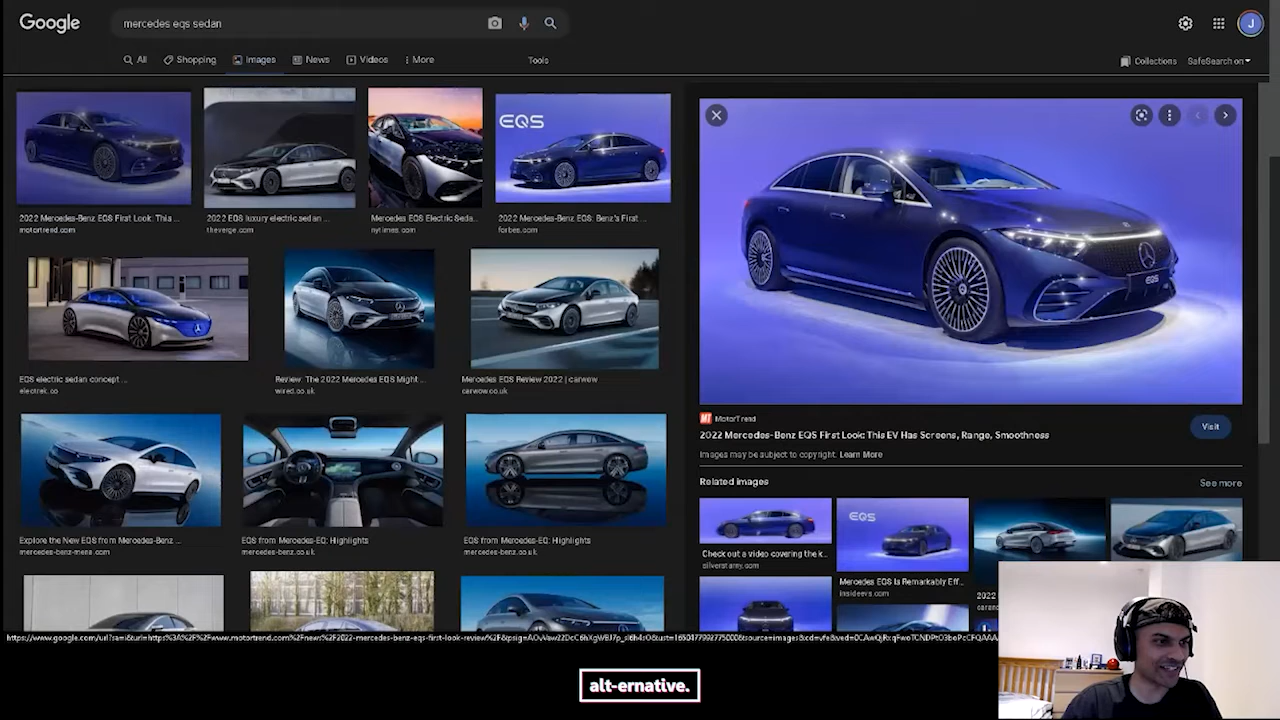 Google
mercedes eqs sedan
All
Shopping
Images
News
Videos
More
Tools
Collections
SafeSearch on
J
EQS
2022 Mercedes-Benz EQS First Look: This ...
motortrend.com
2022 EQS luxury electric sedan ...
theverge.com
Mercedes EQS Electric Seda...
nytimes.com
2022 Mercedes-Benz EQS: Benz's First ...
forbes.com
EQS
MT MotorTrend
2022 Mercedes-Benz EQS First Look: This EV Has Screens, Range, Smoothness
Images may be subject to copyright. Learn More
Visit
EQS electric sedan concept ...
electrek.co
Review: The 2022 Mercedes EQS Might ...
wired.co.uk
Mercedes EQS Review 2022 | carwow
carwow.co.uk
Related images
See more
Explore the New EQS from Mercedes-Benz ...
mercedes-benz-mena.com
EQS from Mercedes-EQ: Highlights
mercedes-benz.co.uk
EQS from Mercedes-EQ: Highlights
mercedes-benz.co.uk
EQS
Check out a video covering the k...
silverstarny.com
Mercedes EQS Is Remarkably Eff...
insideevs.com
2022
alt-ernative.